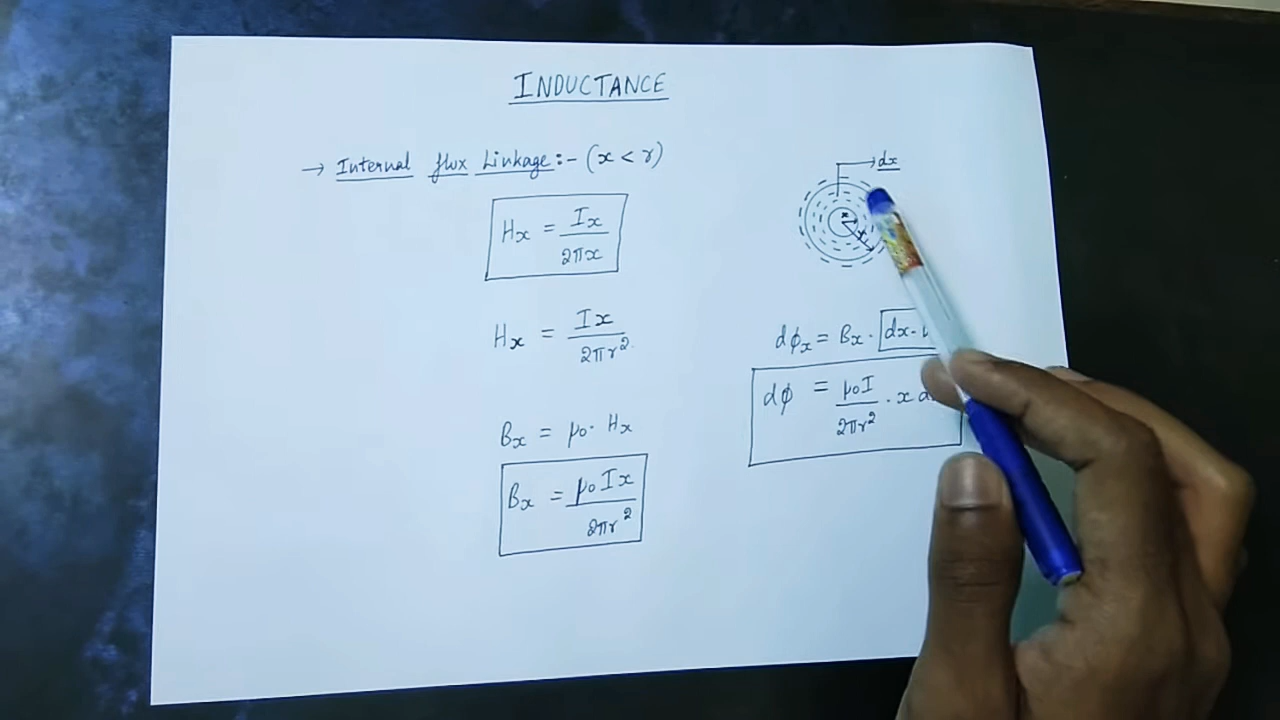 INDUCTANCE
→ Internal flux Linkage:- (x < r)
Hₓ = Iₓ / 2πx
Hₓ = Ix / 2πr²
Bₓ = μ₀ · Hₓ
Bₓ = μ₀Ix / 2πr²
dx
x
r
dϕₓ = Bₓ · dx ·
dϕ = μ₀I / 2πr² · x